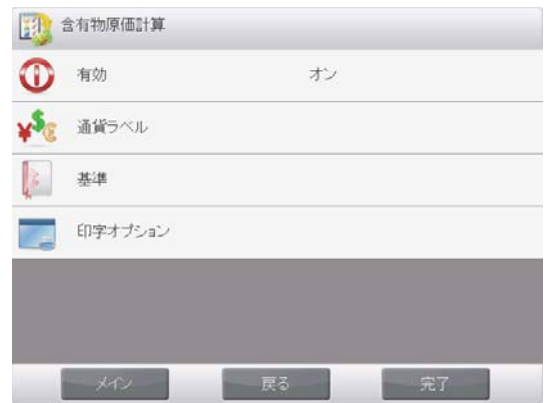 含有物原価計算
有効 オン
通貨ラベル
基準
印字オプション
メイン 戻る 完了